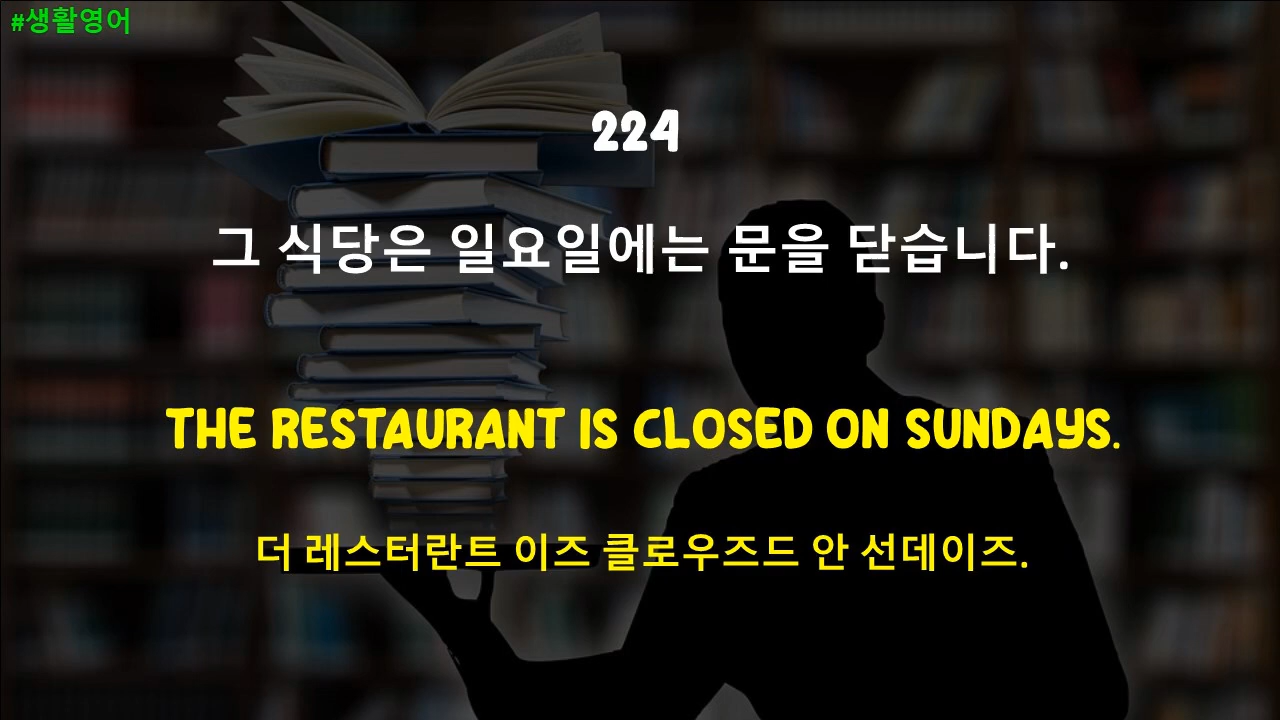 #생활영어
224
그 식당은 일요일에는 문을 닫습니다.
THE RESTAURANT IS CLOSED ON SUNDAYS.
더 레스터란트 이즈 클로우즈드 안 선데이즈.